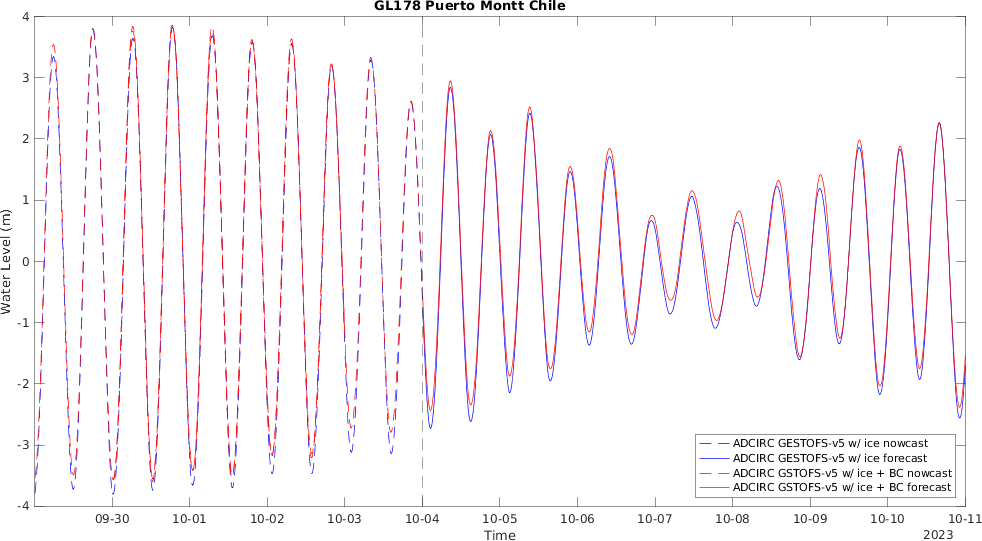 GL178 Puerto Montt Chile
4
3
2
1
0
-1
-2
-3
-4
Water Level (m)
ADCIRC GESTOFS-v5 w/ ice nowcast
ADCIRC GESTOFS-v5 w/ ice forecast
ADCIRC GSTOFS-v5 w/ ice + BC nowcast
ADCIRC GSTOFS-v5 w/ ice + BC forecast
09-30 10-01 10-02 10-03 10-04 10-05 10-06 10-07 10-08 10-09 10-10 10-11
Time
2023